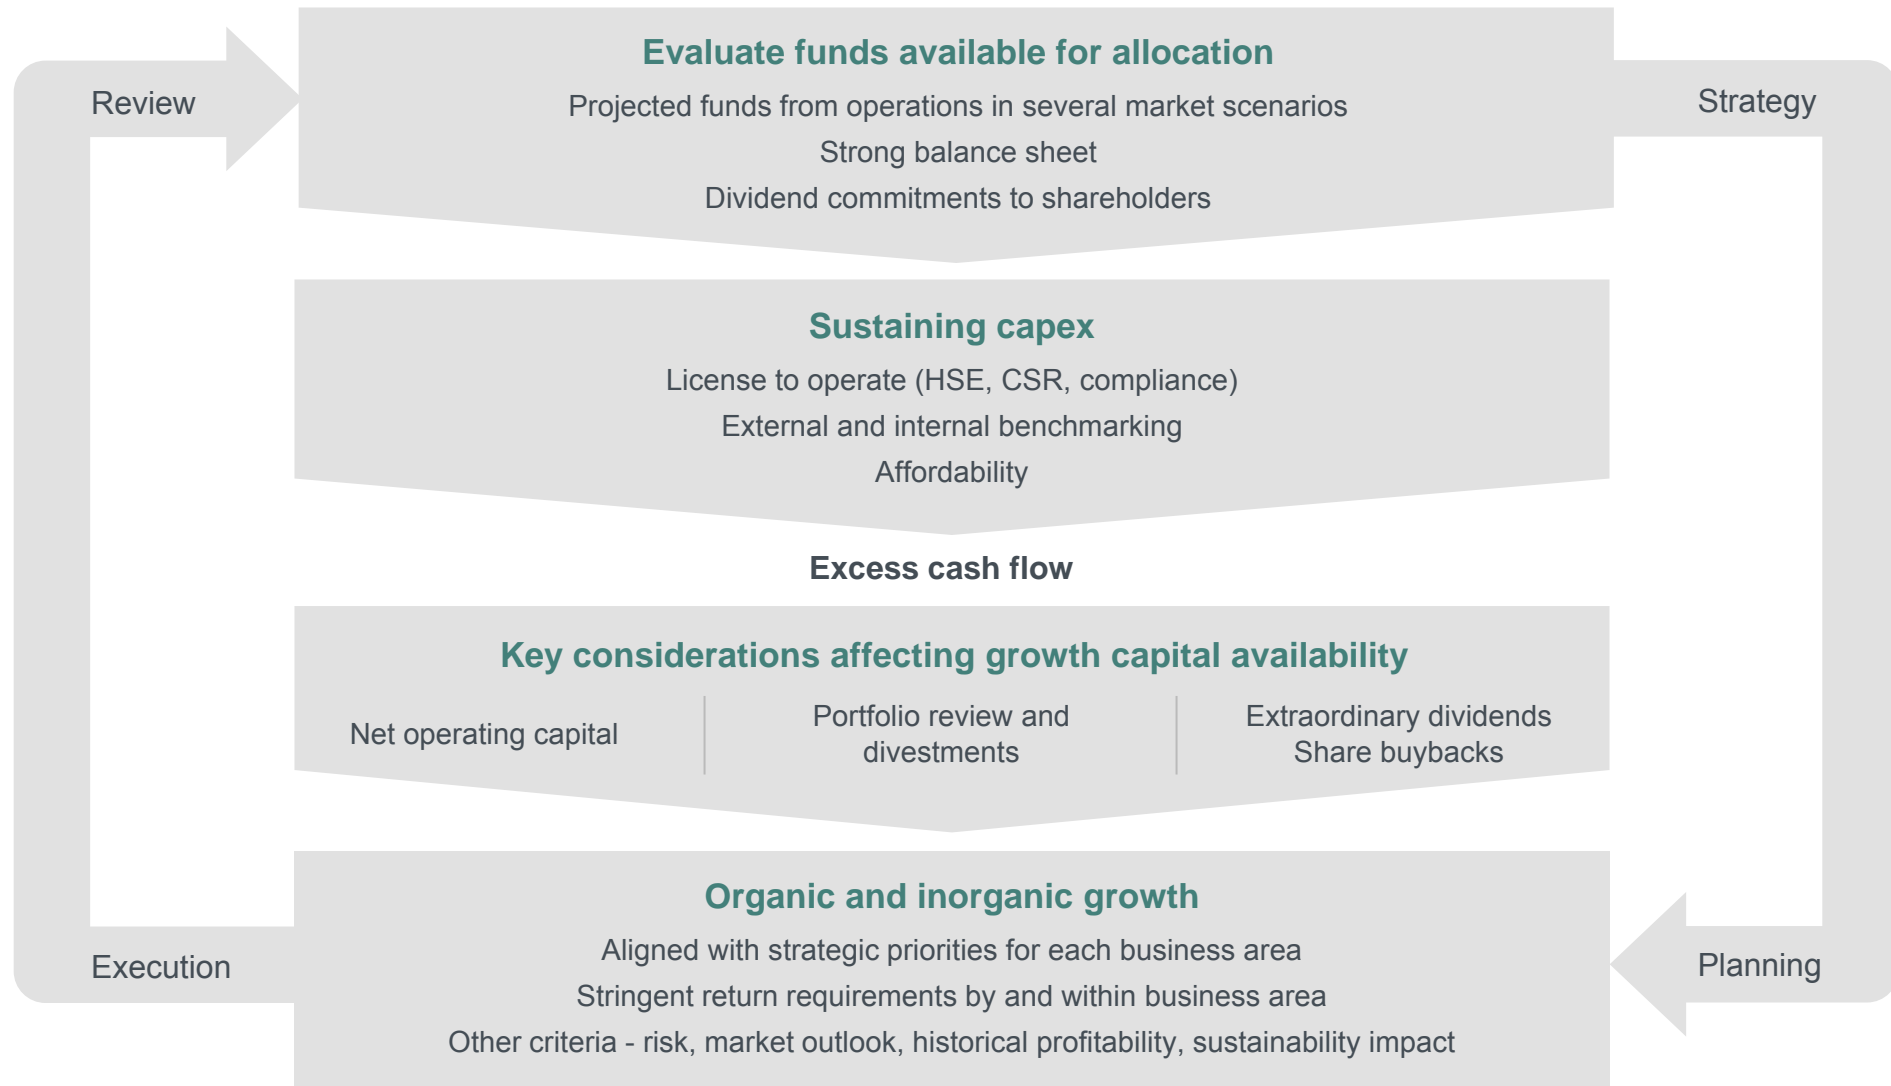 Evaluate funds available for allocation
Review
Projected funds from operations in several market scenarios
Strategy
Strong balance sheet
Dividend commitments to shareholders
Sustaining capex
License to operate (HSE, CSR, compliance)
External and internal benchmarking
Affordability
Excess cash flow
Key considerations affecting growth capital availability
Net operating capital
Portfolio review and
divestments
Extraordinary dividends
Share buybacks
Organic and inorganic growth
Aligned with strategic priorities for each business area
Execution
Planning
Stringent return requirements by and within business area
Other criteria - risk, market outlook, historical profitability, sustainability impact